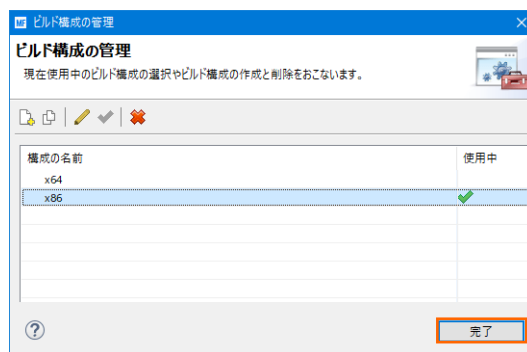 MF ビルド構成の管理
ビルド構成の管理
現在使用中のビルド構成の選択やビルド構成の作成と削除をおこないます。
構成の名前 使用中
x64
x86
完了